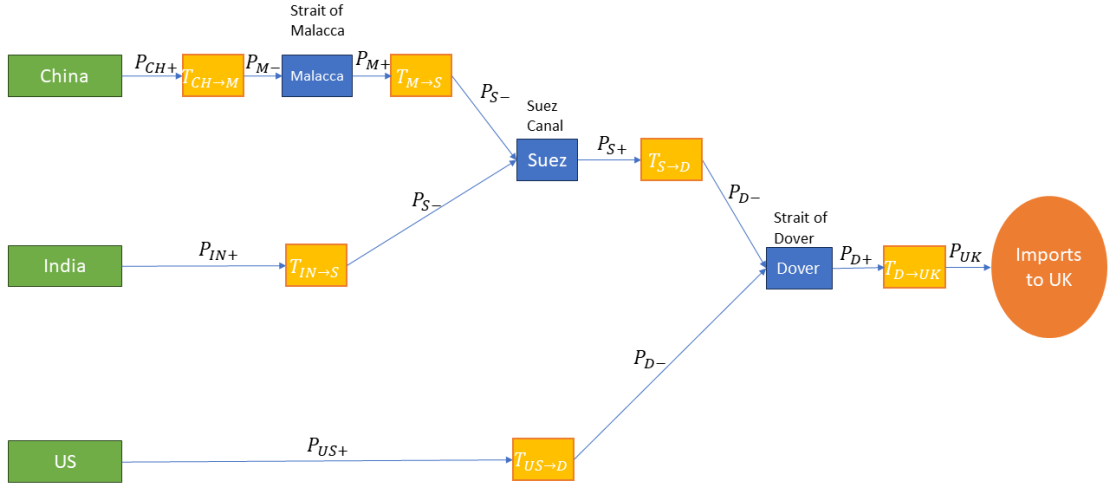 Strait of
Malacca
China
P_{CH+}
T_{CH→M}
P_{M−}
Malacca
P_{M+}
T_{M→S}
P_{S−}
Suez
Canal
Suez
P_{S+}
T_{S→D}
P_{S−}
P_{D−}
Strait of
Dover
India
P_{IN+}
T_{IN→S}
Dover
P_{D+}
T_{D→UK}
P_{UK}
Imports
to UK
P_{D−}
US
P_{US+}
T_{US→D}